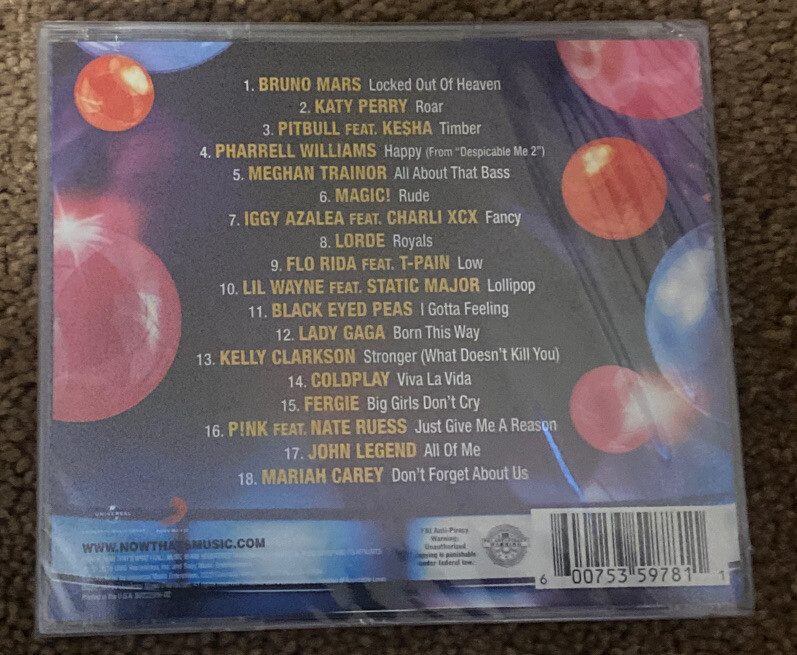 1. BRUNO MARS Locked Out Of Heaven
2. KATY PERRY Roar
3. PITBULL FEAT. KESHA Timber
4. PHARRELL WILLIAMS Happy (From "Despicable Me 2")
5. MEGHAN TRAINOR All About That Bass
6. MAGIC! Rude
7. IGGY AZALEA FEAT. CHARLI XCX Fancy
8. LORDE Royals
9. FLO RIDA FEAT. T-PAIN Low
10. LIL WAYNE FEAT. STATIC MAJOR Lollipop
11. BLACK EYED PEAS I Gotta Feeling
12. LADY GAGA Born This Way
13. KELLY CLARKSON Stronger (What Doesn't Kill You)
14. COLDPLAY Viva La Vida
15. FERGIE Big Girls Don't Cry
16. P!NK FEAT. NATE RUESS Just Give Me A Reason
17. JOHN LEGEND All Of Me
18. MARIAH CAREY Don't Forget About Us
UNIVERSAL
WWW.NOWTHATSMUSIC.COM
FBI Anti-Piracy
Warning:
Unauthorized
copying is punishable
under federal law.
Printed in the U.S.A.
6 00753 59781 1